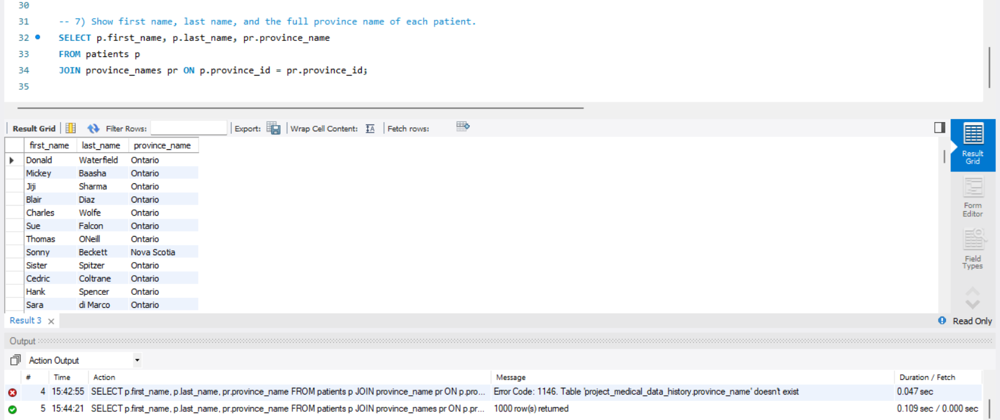 30
31 -- 7) Show first name, last name, and the full province name of each patient.
32 SELECT p.first_name, p.last_name, pr.province_name
33 FROM patients p
34 JOIN province_names pr ON p.province_id = pr.province_id;
35
Result Grid Filter Rows: Export: Wrap Cell Content: Fetch rows:
first_name last_name province_name
Donald Waterfield Ontario
Mickey Baasha Ontario
Jiji Sharma Ontario
Blair Diaz Ontario
Charles Wolfe Ontario
Sue Falcon Ontario
Thomas ONeill Ontario
Sonny Beckett Nova Scotia
Sister Spitzer Ontario
Cedric Coltrane Ontario
Hank Spencer Ontario
Sara di Marco Ontario
Result
Grid
Form
Editor
Field
Types
Result 3 Read Only
Output
Action Output
# Time Action Message Duration / Fetch
4 15:42:55 SELECT p.first_name, p.last_name, pr.province_name FROM patients p JOIN province_name pr ON p.pro... Error Code: 1146. Table 'project_medical_data_history.province_name' doesn't exist 0.047 sec
5 15:44:21 SELECT p.first_name, p.last_name, pr.province_name FROM patients p JOIN province_names pr ON p.pr... 1000 row(s) returned 0.109 sec / 0.000 sec